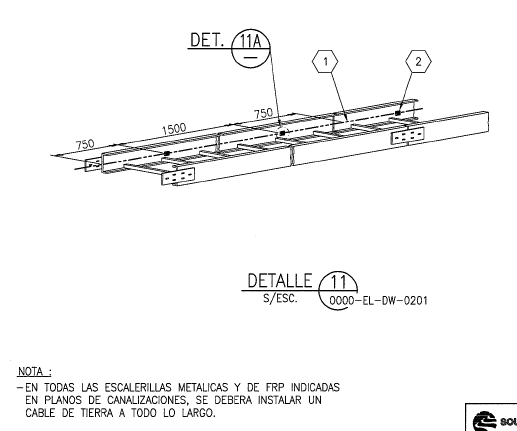 DET. 11A
1
2
750
1500
750
DETALLE 11
S/ESC. 0000-EL-DW-0201
NOTA :
- EN TODAS LAS ESCALERILLAS METALICAS Y DE FRP INDICADAS
EN PLANOS DE CANALIZACIONES, SE DEBERA INSTALAR UN
CABLE DE TIERRA A TODO LO LARGO.